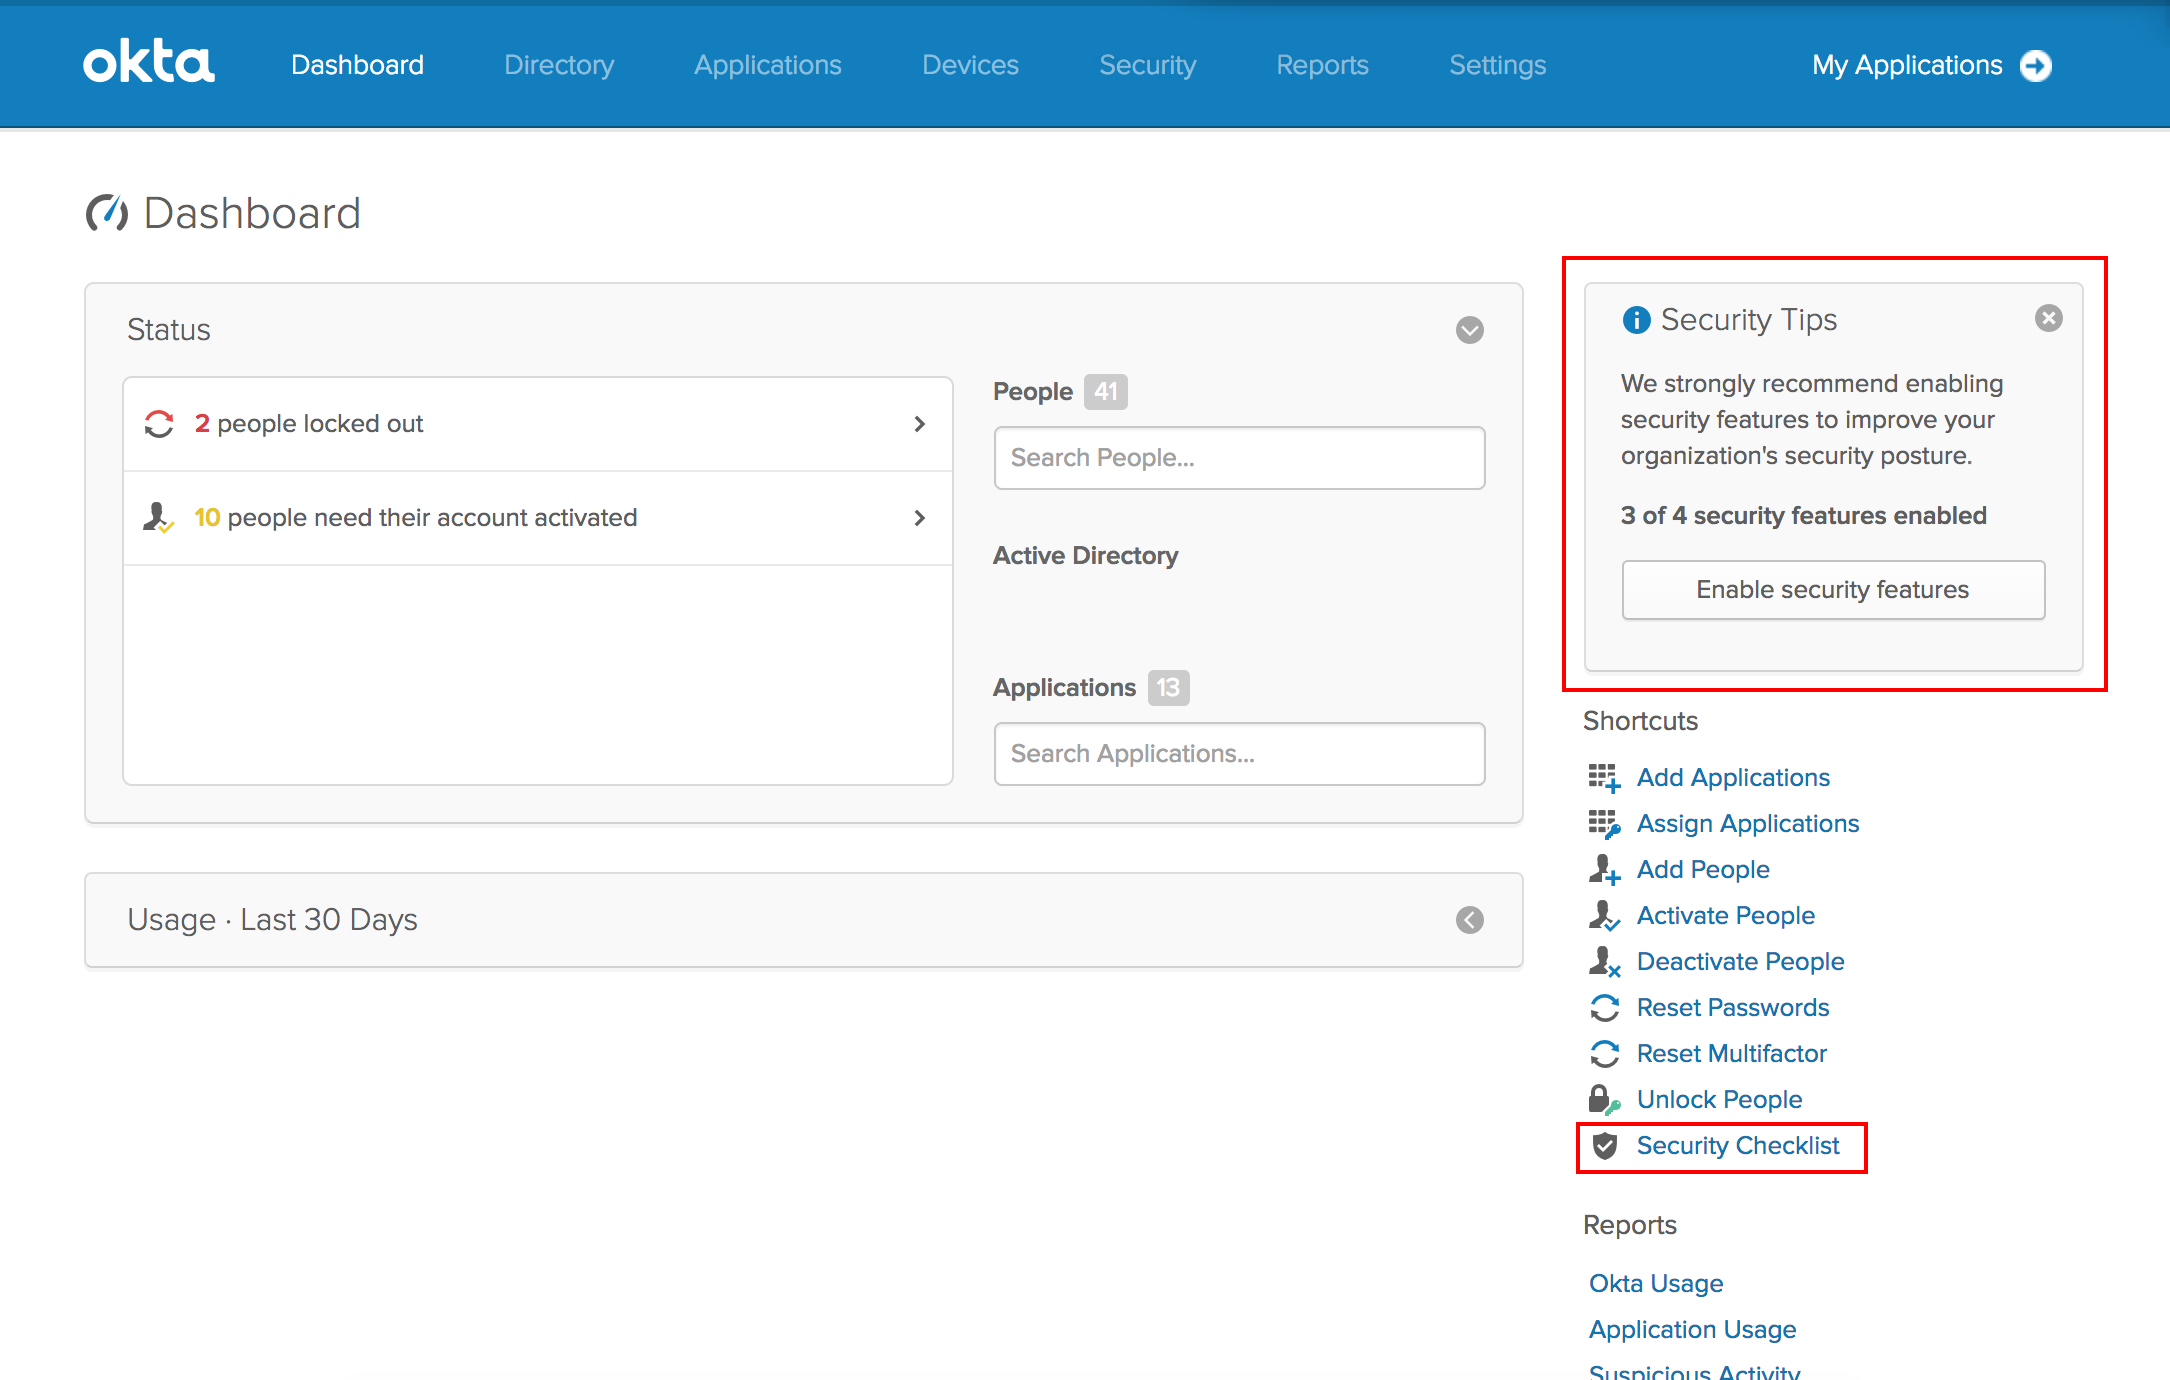 okta
Dashboard
Directory
Applications
Devices
Security
Reports
Settings
My Applications
Dashboard
Status
2 people locked out
10 people need their account activated
People 41
Search People...
Active Directory
Applications 13
Search Applications...
Usage · Last 30 Days
Security Tips
We strongly recommend enabling
security features to improve your
organization's security posture.
3 of 4 security features enabled
Enable security features
Shortcuts
Add Applications
Assign Applications
Add People
Activate People
Deactivate People
Reset Passwords
Reset Multifactor
Unlock People
Security Checklist
Reports
Okta Usage
Application Usage
Suspicious Activity